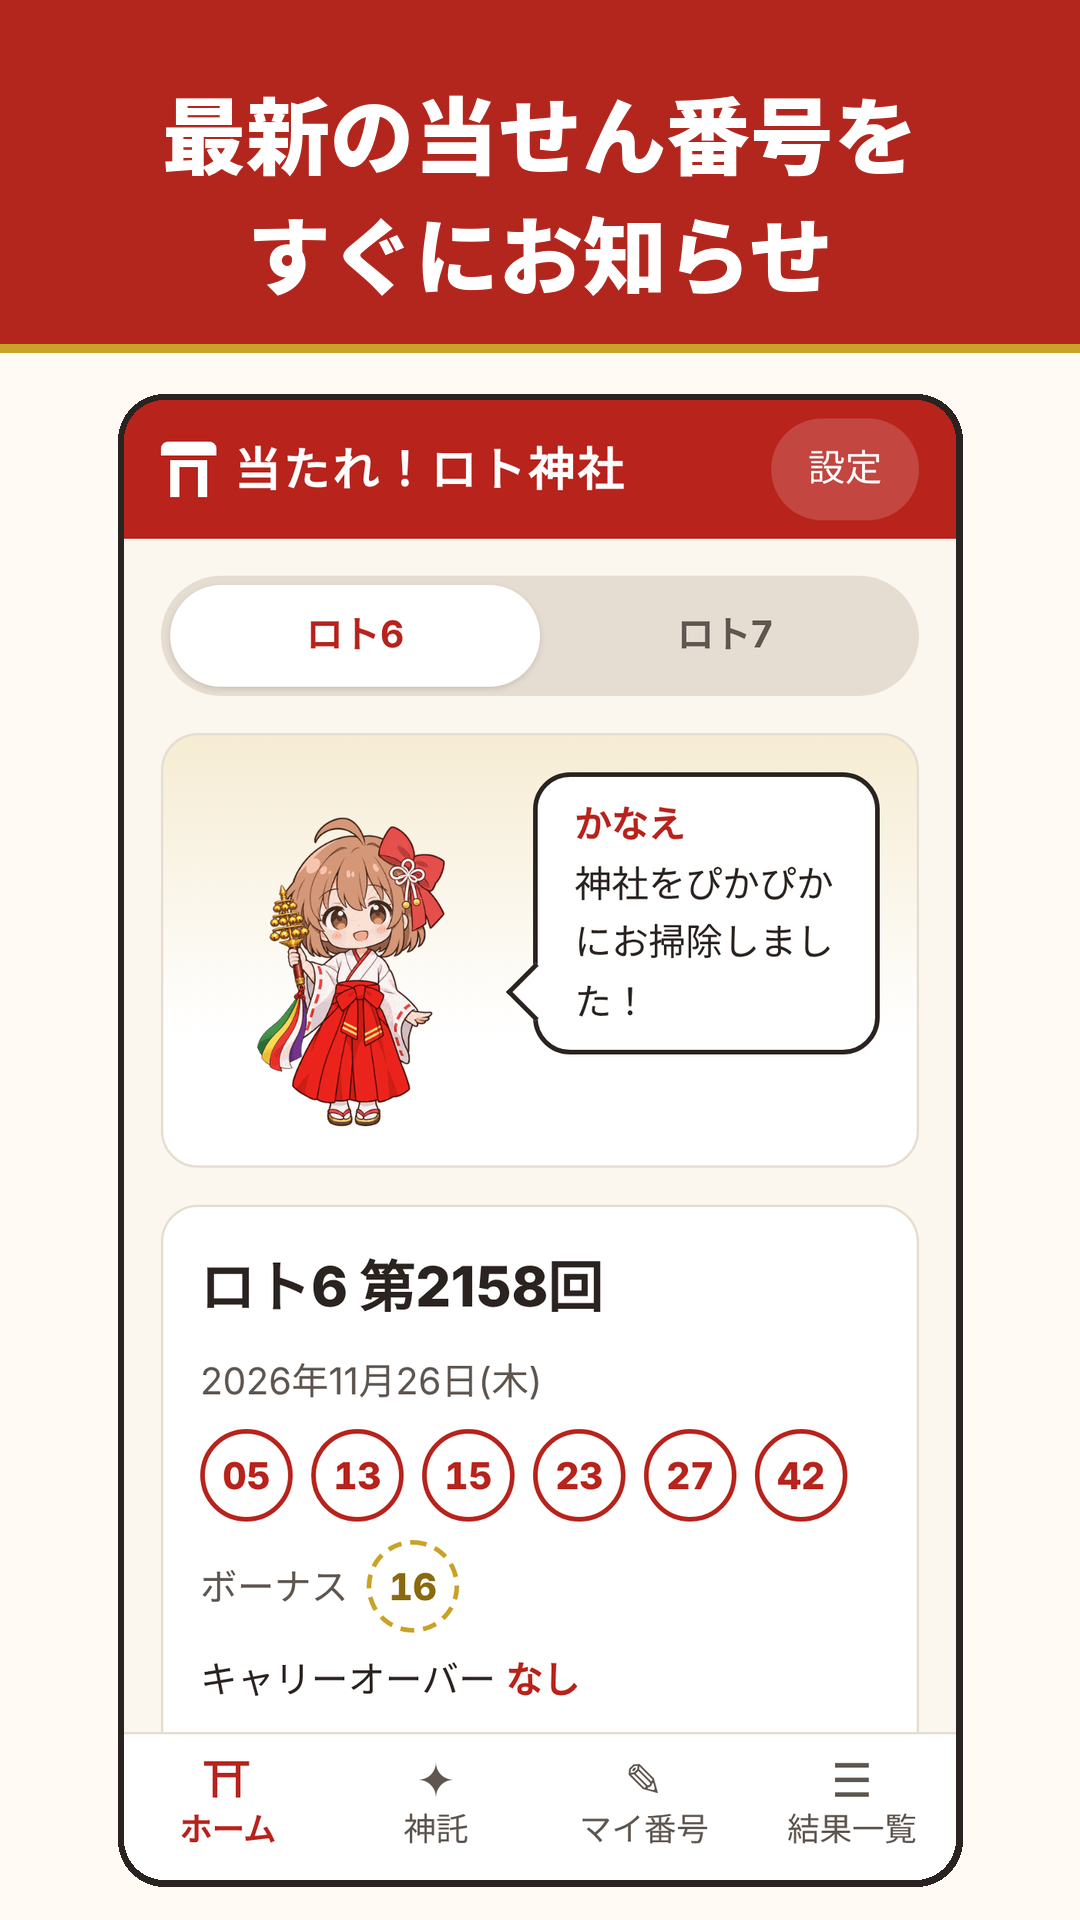 最新の当せん番号を
すぐにお知らせ
当たれ！ロト神社
設定
ロト6
ロト7
かなえ
神社をぴかぴか
にお掃除しまし
た！
ロト6 第2158回
2026年11月26日(木)
05 13 15 23 27 42
ボーナス 16
キャリーオーバー なし
ホーム
神託
マイ番号
結果一覧